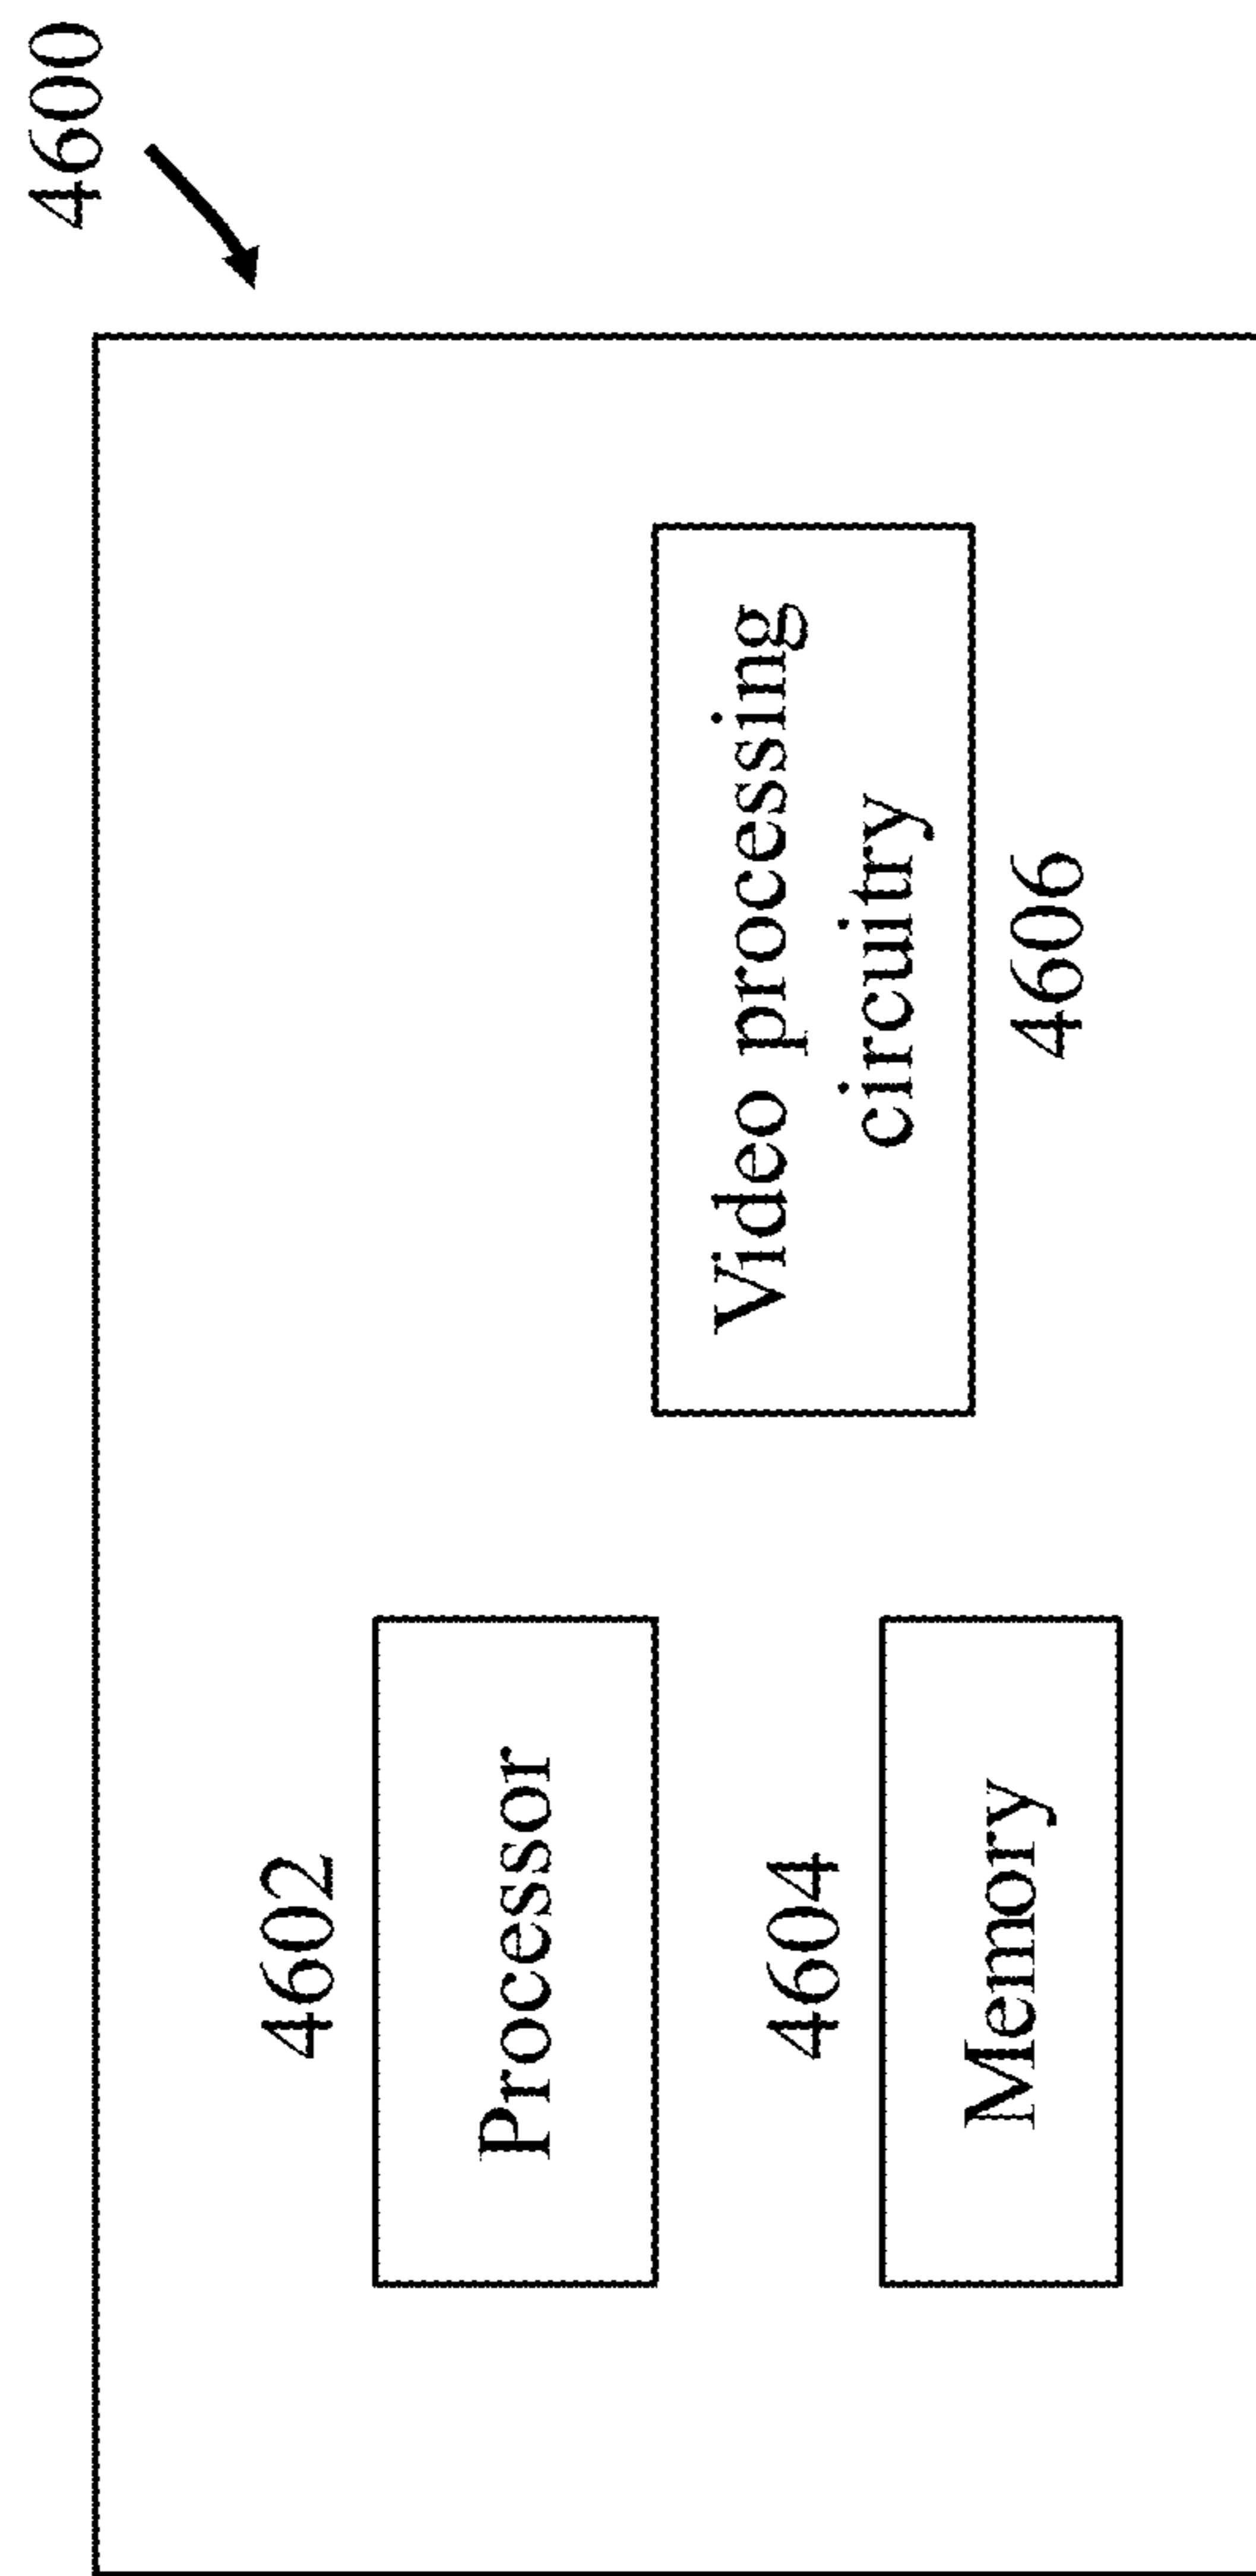 4600
4602
Processor
4604
Memory
Video processing
circuitry
4606